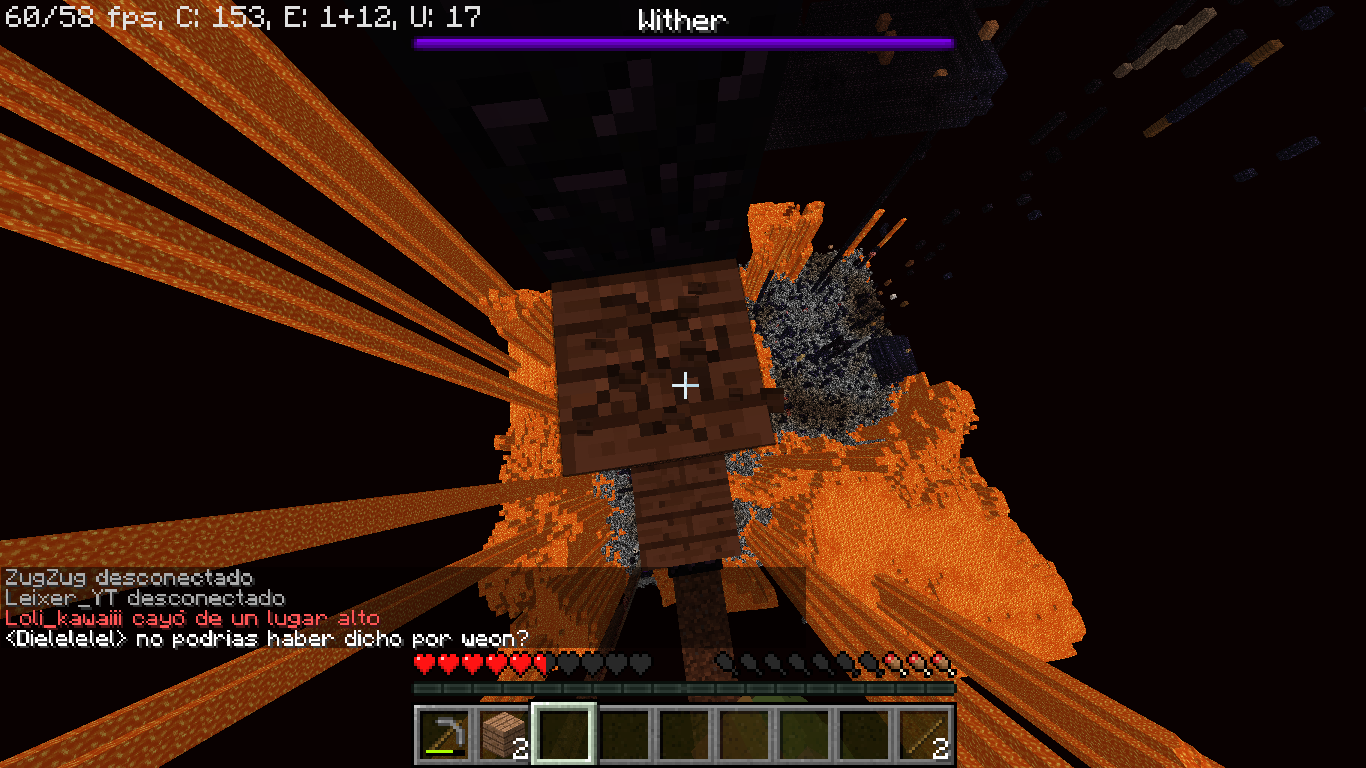 60/58 fps, C: 153, E: 1+12, U: 17
Wither
ZugZug desconectado
Leixer_YT desconectado
Loli_kawaiii cayó de un lugar alto
<Dielelelel> no podrias haber dicho por weon?
2
2